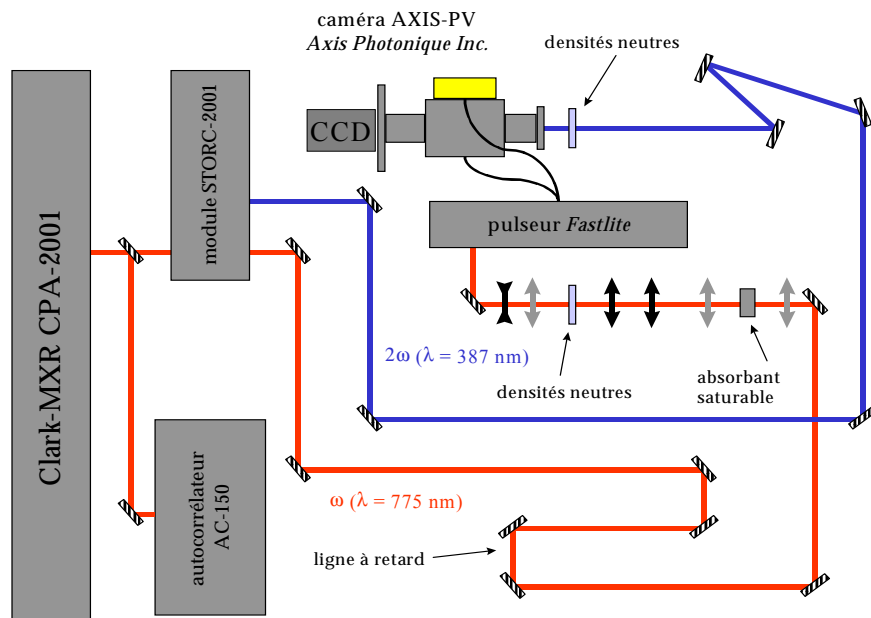 caméra AXIS-PV
Axis Photonique Inc.
densités neutres
CCD
module STORC-2001
pulseur Fastlite
Clark-MXR CPA-2001
2ω (λ = 387 nm)
densités neutres
absorbant
saturable
autocorrélateur
AC-150
ω (λ = 775 nm)
ligne à retard